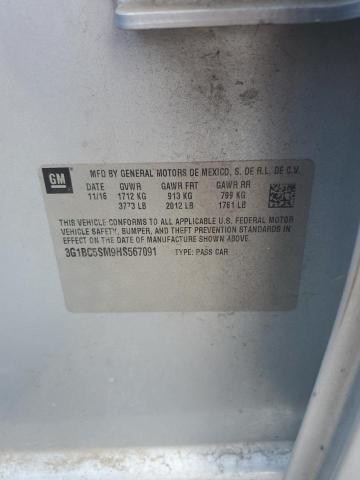 GM
MFD BY GENERAL MOTORS DE MEXICO, S. DE R.L. DE C.V.
DATE GVWR GAWR FRT GAWR RR
11/16 1712 KG 913 KG 799 KG
3773 LB 2012 LB 1761 LB
THIS VEHICLE CONFORMS TO ALL APPLICABLE U.S. FEDERAL MOTOR
VEHICLE SAFETY, BUMPER, AND THEFT PREVENTION STANDARDS
IN EFFECT ON THE DATE OF MANUFACTURE SHOWN ABOVE.
3G1BC5SM9HS567091 TYPE: PASS CAR